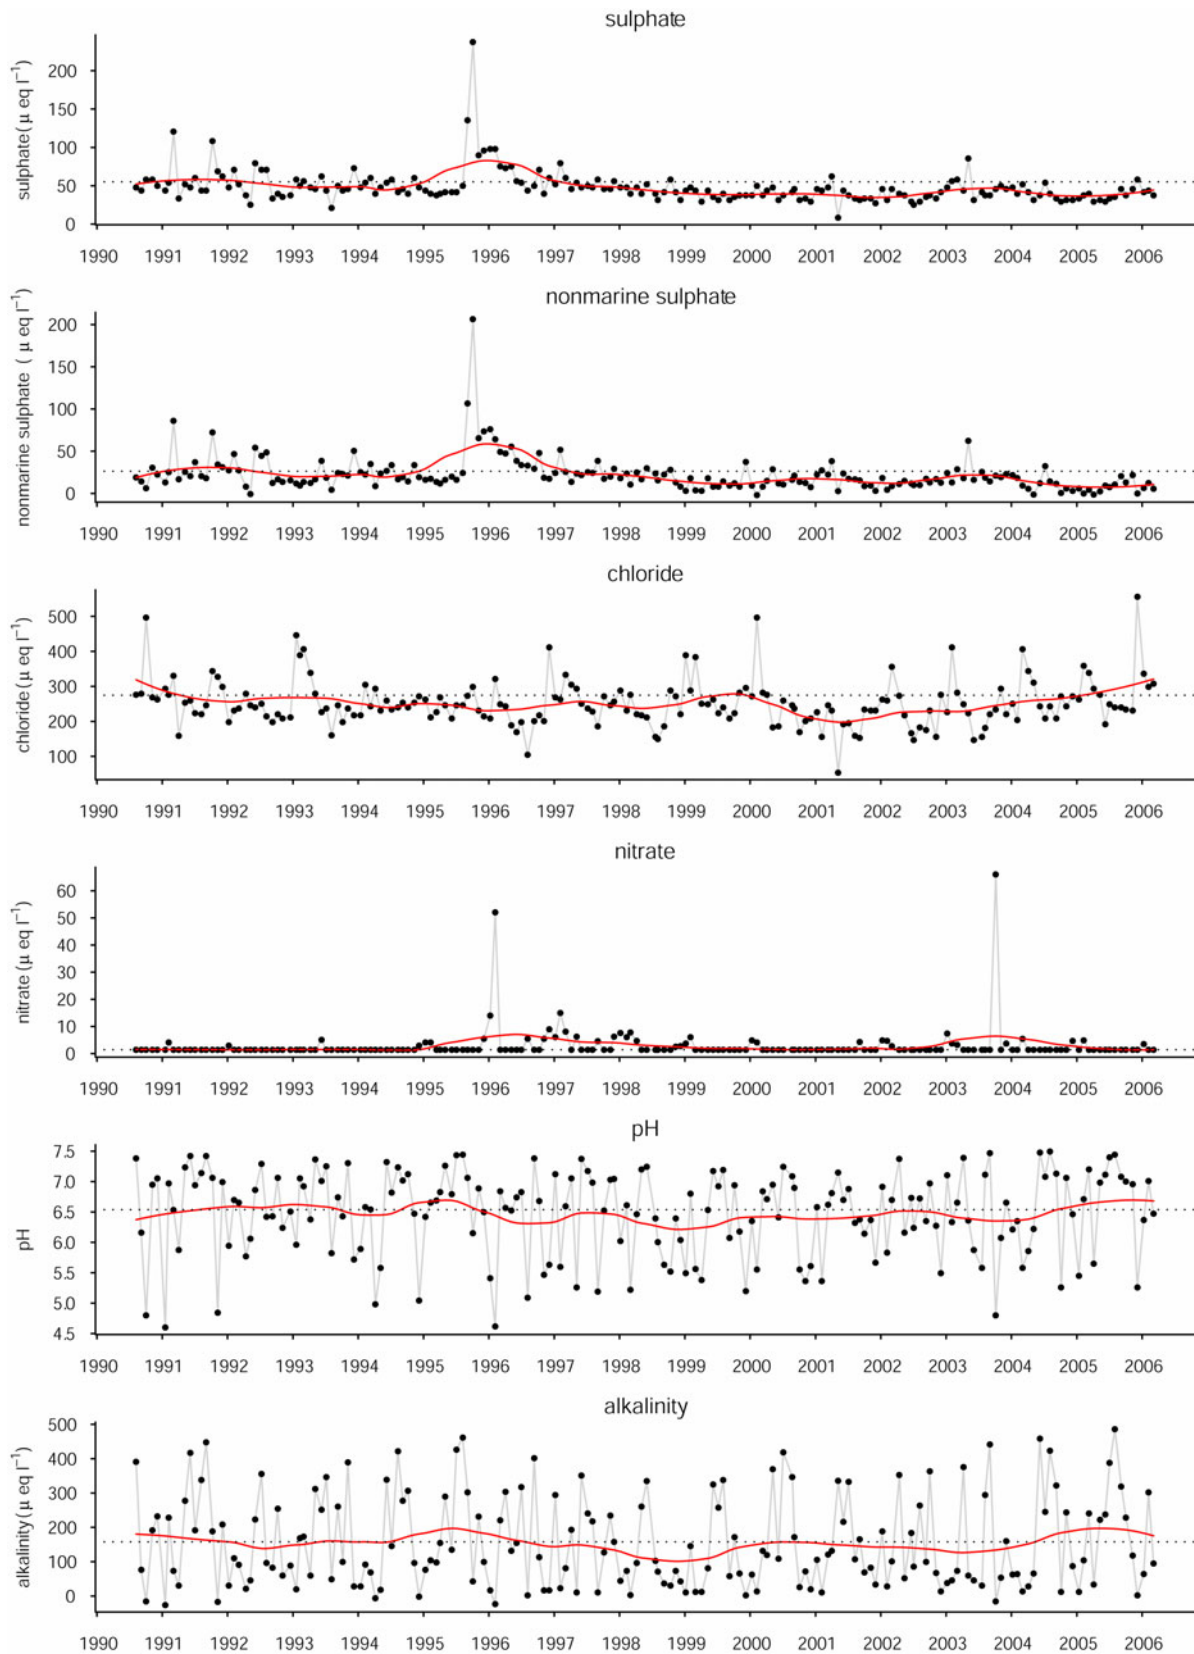 sulphate
sulphate(µ eq l⁻¹)
200
150
100
50
0
1990 1991 1992 1993 1994 1995 1996 1997 1998 1999 2000 2001 2002 2003 2004 2005 2006
nonmarine sulphate
nonmarine sulphate ( µ eq l⁻¹)
200
150
100
50
0
1990 1991 1992 1993 1994 1995 1996 1997 1998 1999 2000 2001 2002 2003 2004 2005 2006
chloride
chloride(µ eq l⁻¹)
500
400
300
200
100
1990 1991 1992 1993 1994 1995 1996 1997 1998 1999 2000 2001 2002 2003 2004 2005 2006
nitrate
nitrate(µ eq l⁻¹)
60
50
40
30
20
10
0
1990 1991 1992 1993 1994 1995 1996 1997 1998 1999 2000 2001 2002 2003 2004 2005 2006
pH
pH
7.5
7.0
6.5
6.0
5.5
5.0
4.5
1990 1991 1992 1993 1994 1995 1996 1997 1998 1999 2000 2001 2002 2003 2004 2005 2006
alkalinity
alkalinity(µ eq l⁻¹)
500
400
300
200
100
0
1990 1991 1992 1993 1994 1995 1996 1997 1998 1999 2000 2001 2002 2003 2004 2005 2006